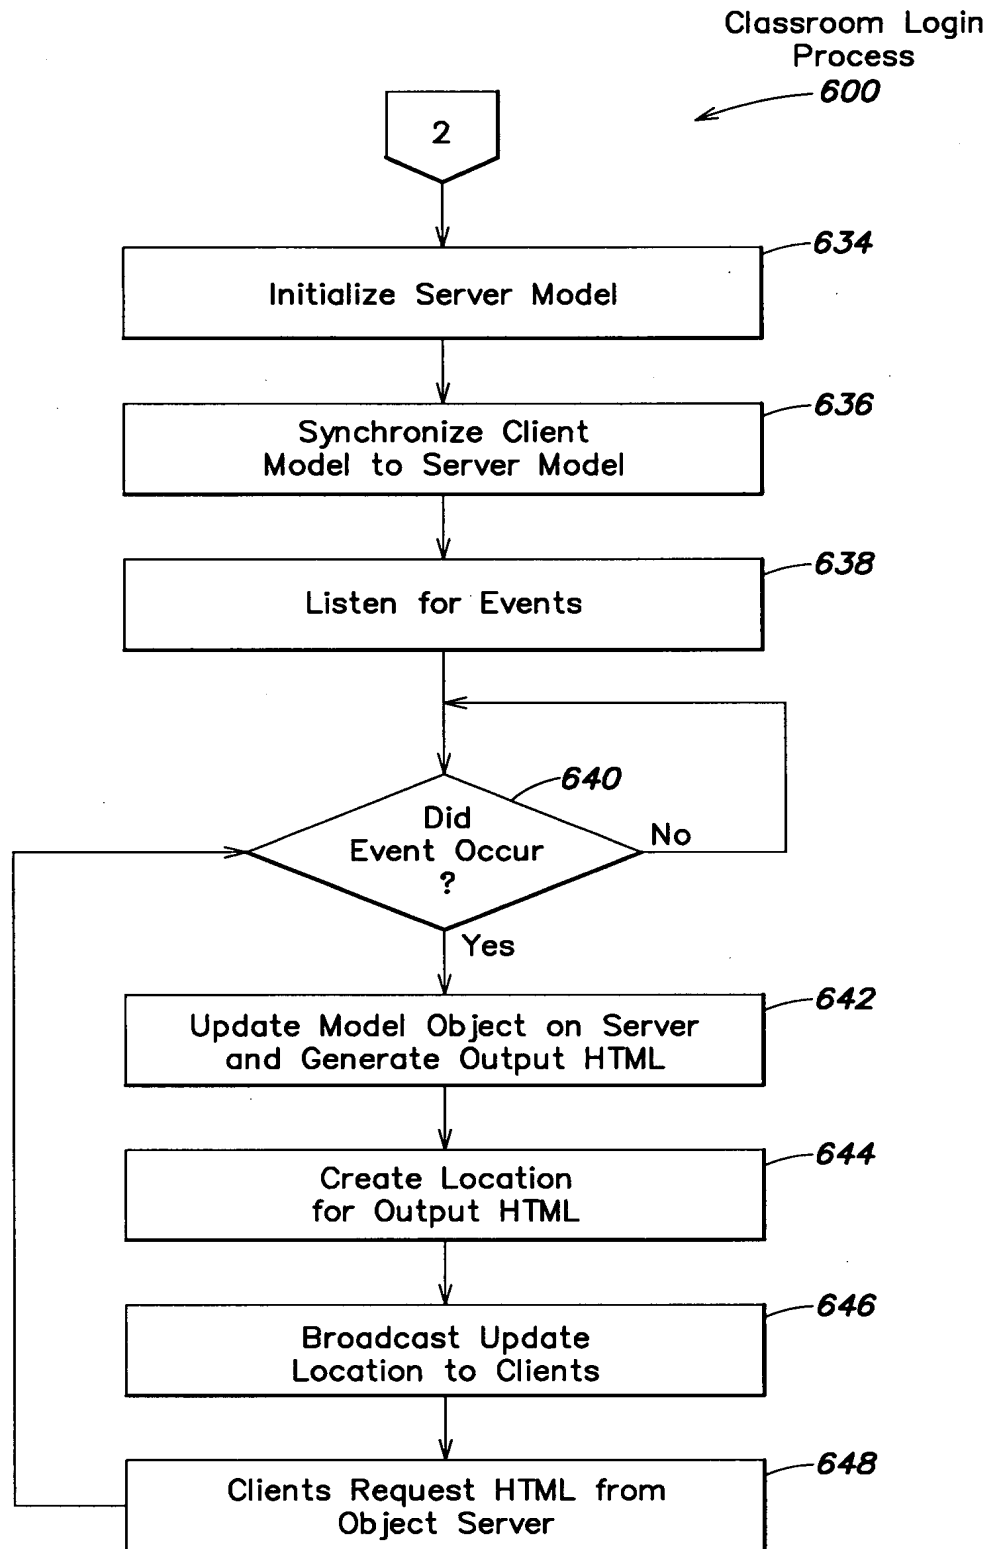 Classroom Login
Process
600
2
634
Initialize Server Model
636
Synchronize Client
Model to Server Model
638
Listen for Events
640
Did
Event Occur
?
No
Yes
642
Update Model Object on Server
and Generate Output HTML
644
Create Location
for Output HTML
646
Broadcast Update
Location to Clients
648
Clients Request HTML from
Object Server